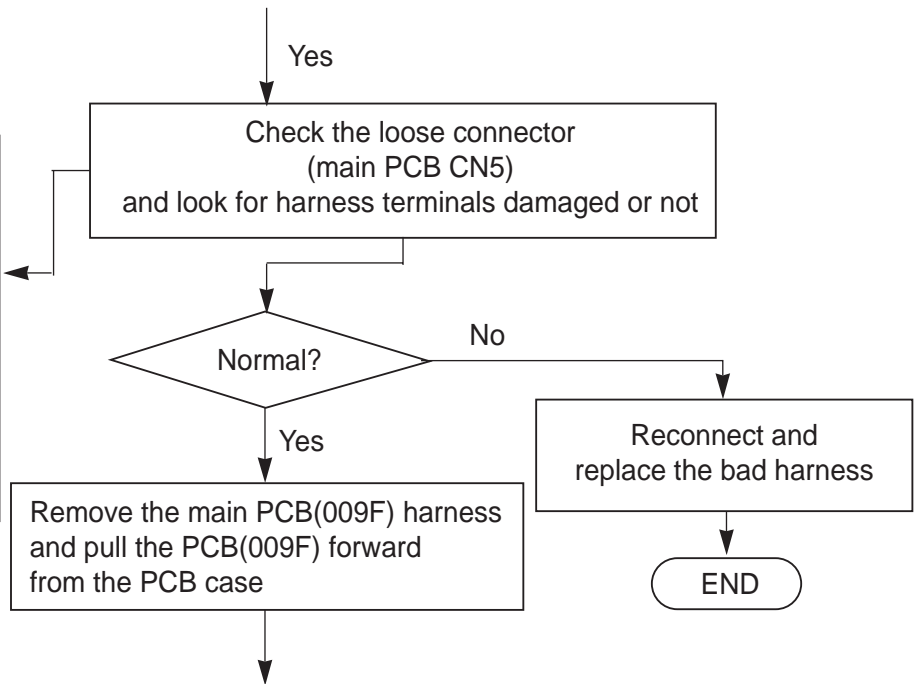 Yes
Check the loose connector
(main PCB CN5)
and look for harness terminals damaged or not
Normal?
No
Yes
Reconnect and
replace the bad harness
Remove the main PCB(009F) harness
and pull the PCB(009F) forward
from the PCB case
END